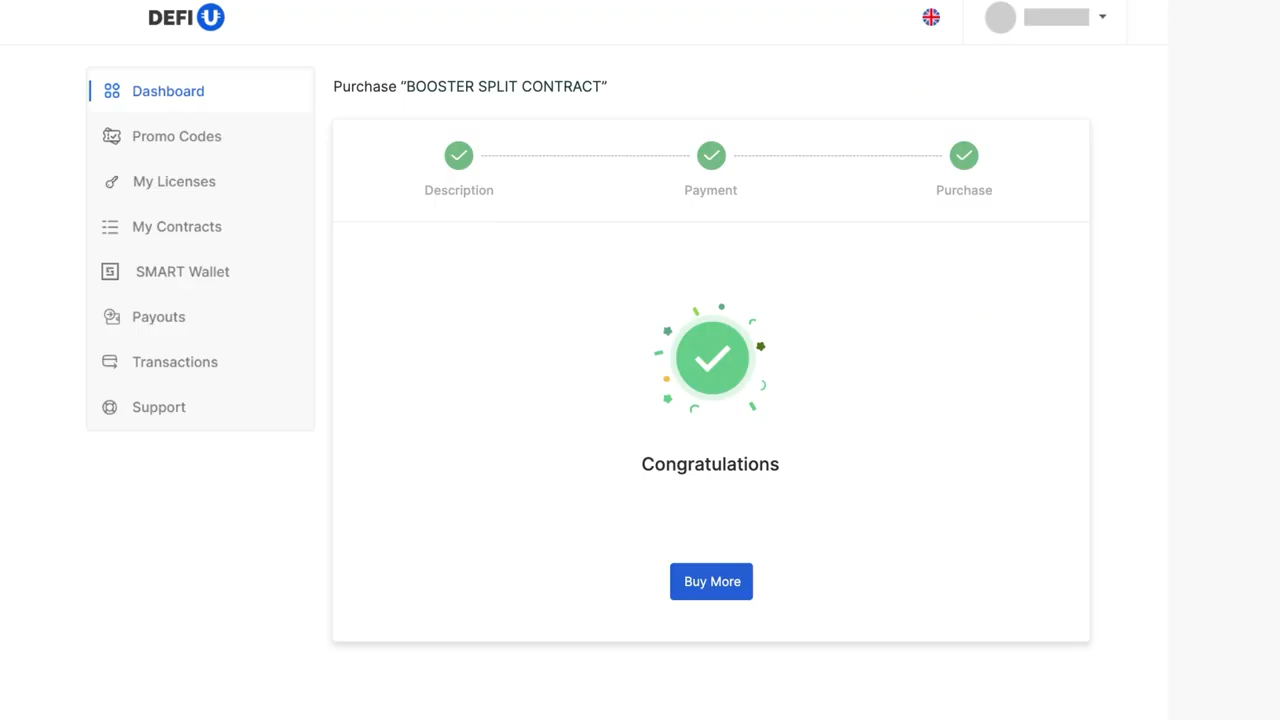 DEFI U
Dashboard
Promo Codes
My Licenses
My Contracts
SMART Wallet
Payouts
Transactions
Support
Purchase “BOOSTER SPLIT CONTRACT”
Description
Payment
Purchase
Congratulations
Buy More